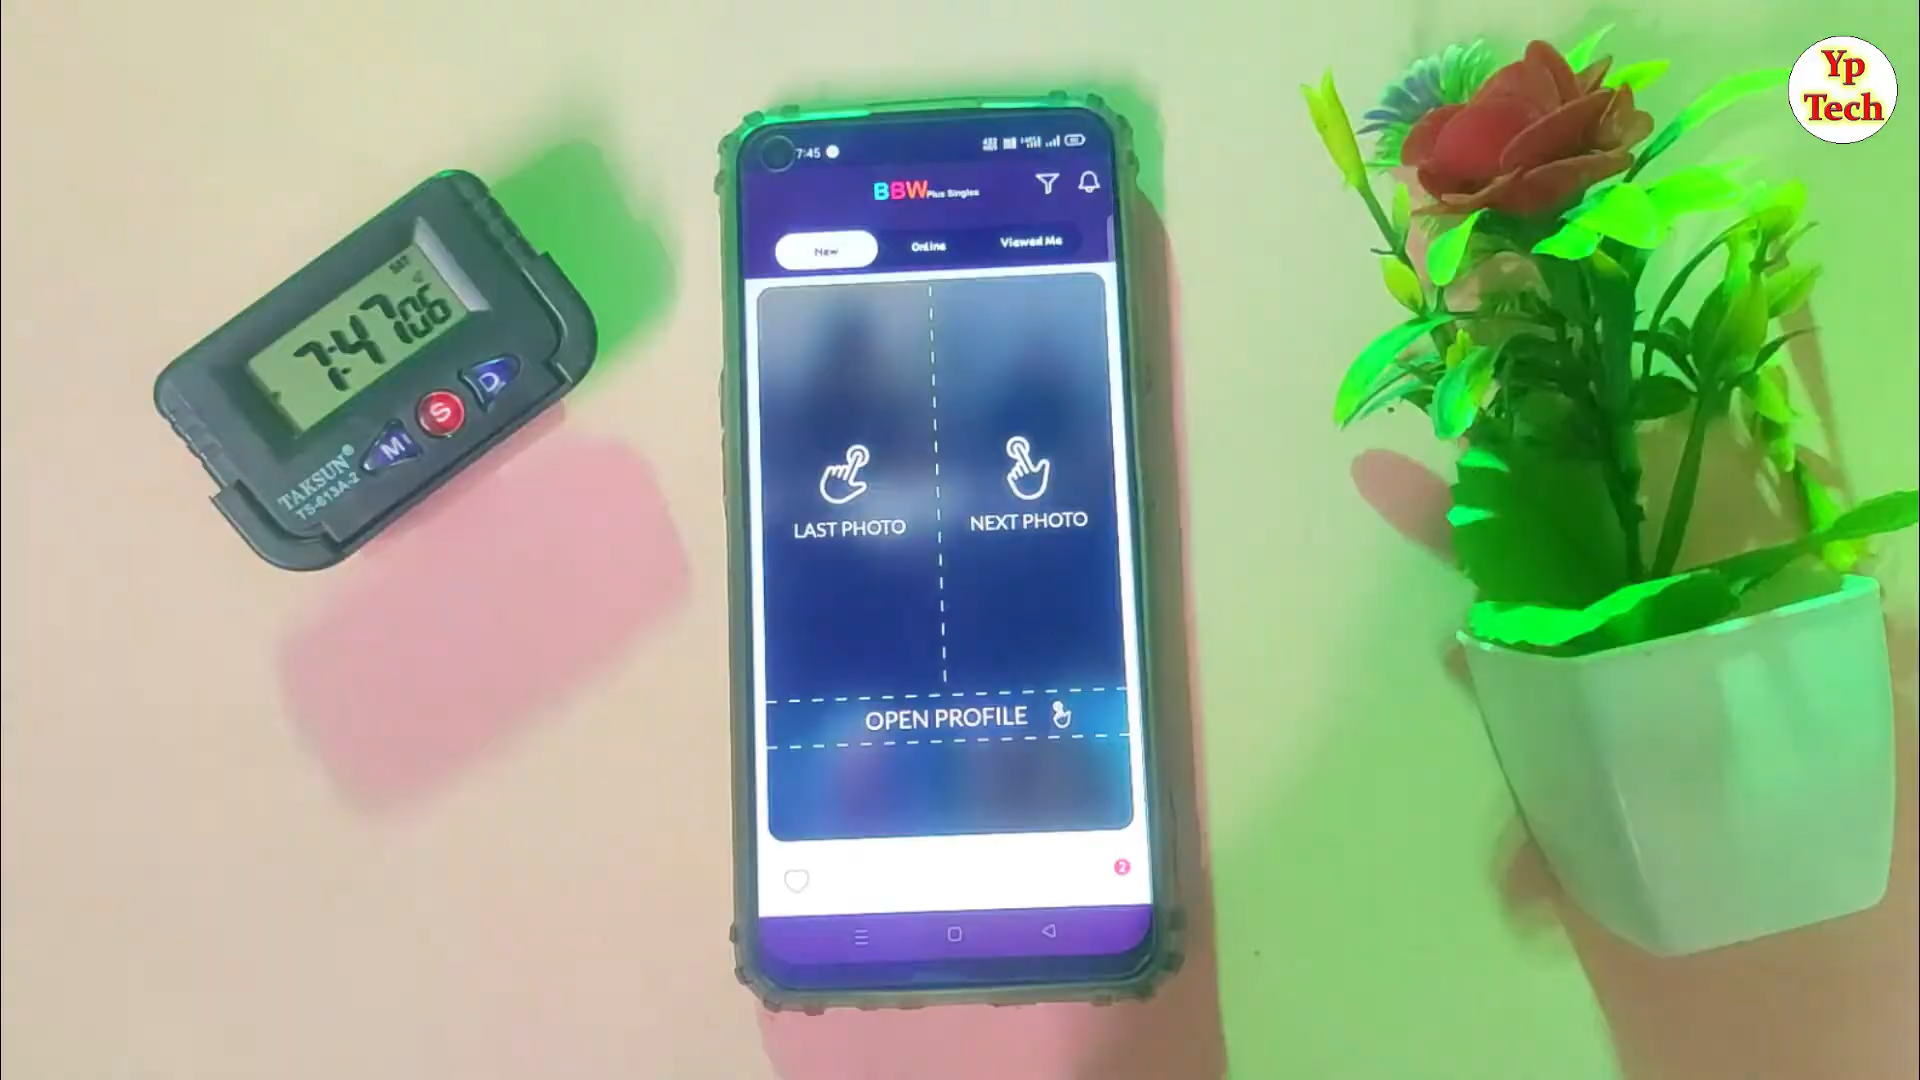 Yp
Tech
7:45
BBW Plus Singles
New
Online
Viewed Me
SAT
7:47 06
M
S
D
TAKSUN®
TS-613A-2
LAST PHOTO
NEXT PHOTO
OPEN PROFILE
2